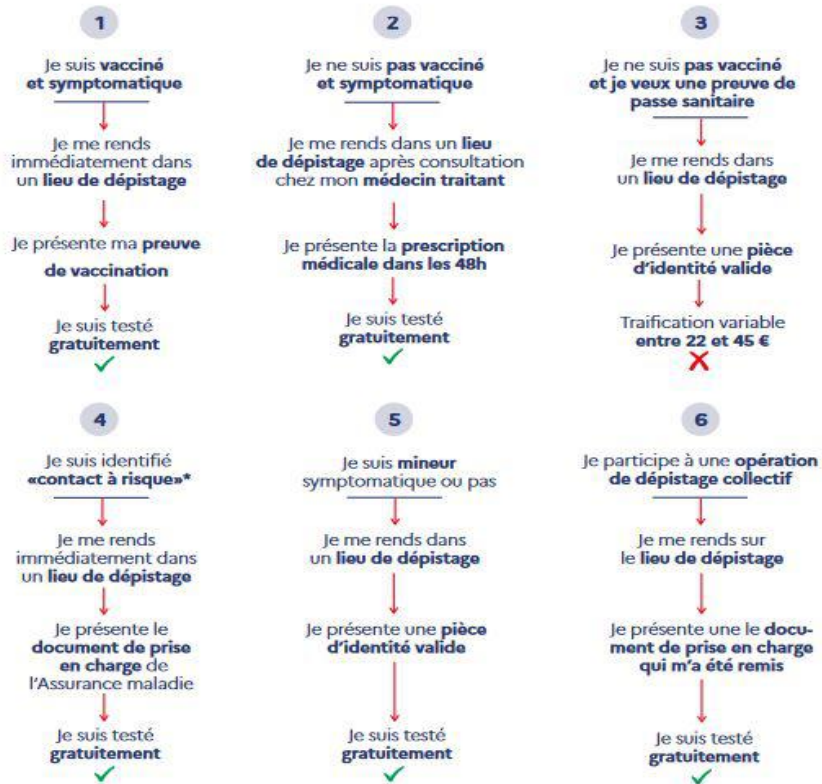 1
Je suis vacciné
et symptomatique
Je me rends
immédiatement dans
un lieu de dépistage
Je présente ma preuve
de vaccination
Je suis testé
gratuitement
2
Je ne suis pas vacciné
et symptomatique
Je me rends dans un lieu
de dépistage après consultation
chez mon médecin traitant
Je présente la prescription
médicale dans les 48h
Je suis testé
gratuitement
3
Je ne suis pas vacciné
et je veux une preuve de
passe sanitaire
Je me rends dans
un lieu de dépistage
Je présente une pièce
d'identité valide
Traification variable
entre 22 et 45 €
4
Je suis identifié
«contact à risque»*
Je me rends
immédiatement dans
un lieu de dépistage
Je présente le
document de prise
en charge de
l'Assurance maladie
Je suis testé
gratuitement
5
Je suis mineur
symptomatique ou pas
Je me rends dans
un lieu de dépistage
Je présente une pièce
d'identité valide
Je suis testé
gratuitement
6
Je participe à une opération
de dépistage collectif
Je me rends sur
le lieu de dépistage
Je présente une le docu-
ment de prise en charge
qui m'a été remis
Je suis testé
gratuitement